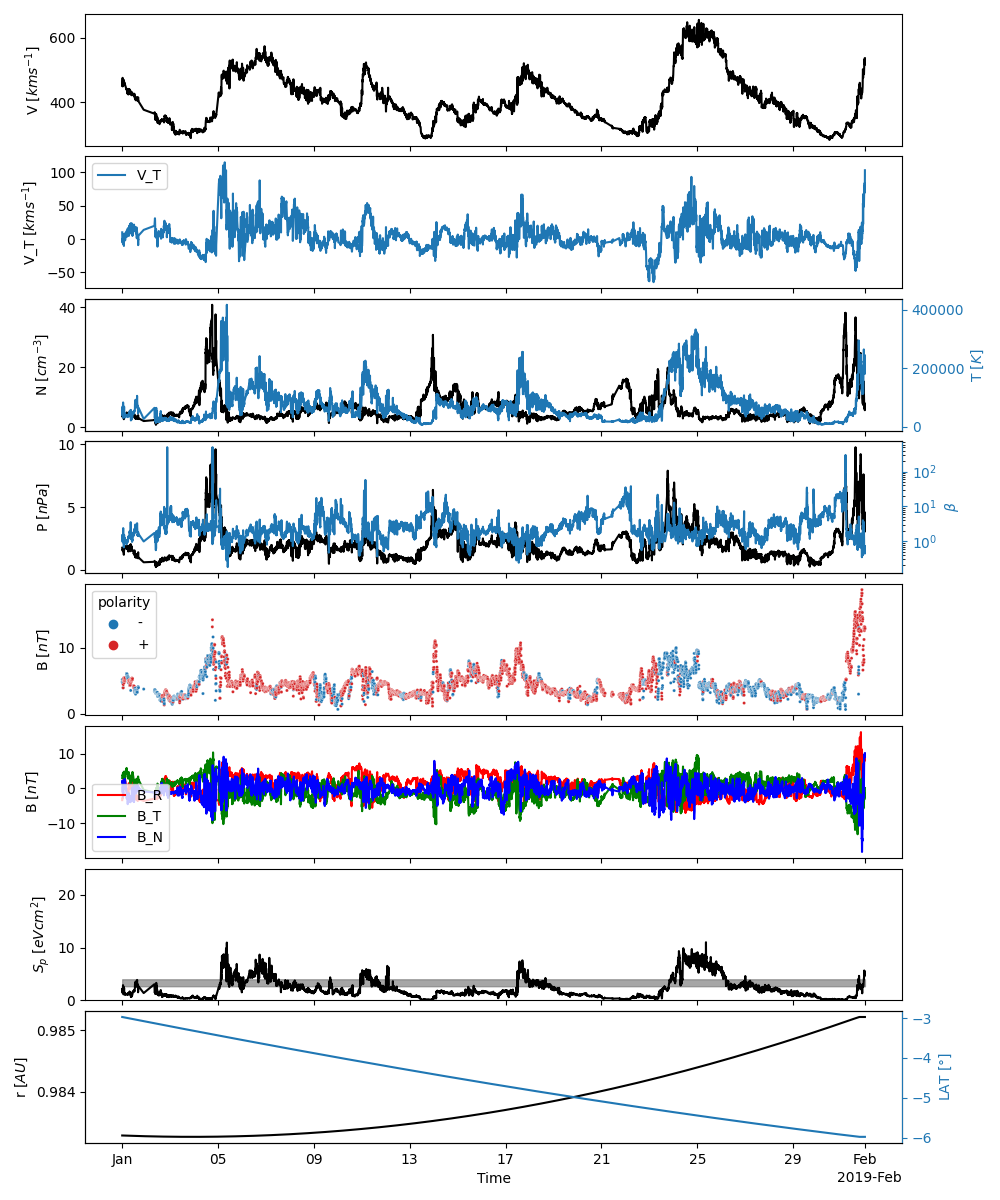 V [kms⁻¹]
600
400
V_T [kms⁻¹]
100
50
0
−50
V_T
N [cm⁻³]
40
20
0
400000
200000
0
T [K]
P [nPa]
10
5
0
10²
10¹
10⁰
β
B [nT]
10
0
polarity
-
+
B [nT]
10
0
−10
B_R
B_T
B_N
Sₚ [eVcm²]
20
10
0
r [AU]
0.985
0.984
−3
−4
−5
−6
LAT [°]
Jan 05 09 13 17 21 25 29 Feb
Time
2019-Feb